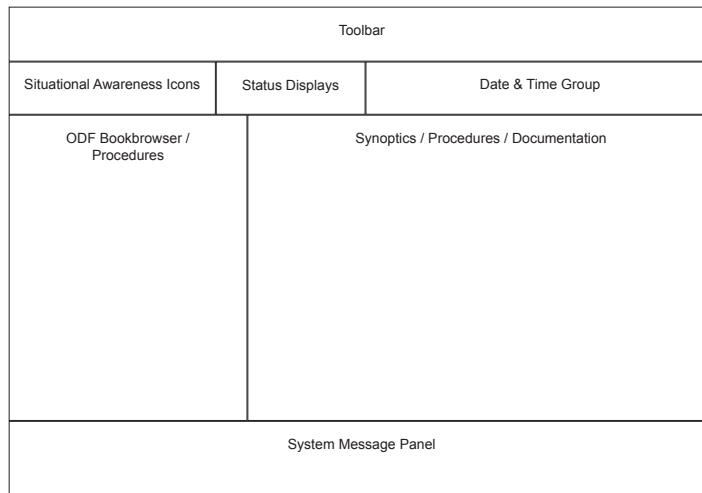 Toolbar
Situational Awareness Icons
Status Displays
Date & Time Group
ODF Bookbrowser /
Procedures
Synoptics / Procedures / Documentation
System Message Panel